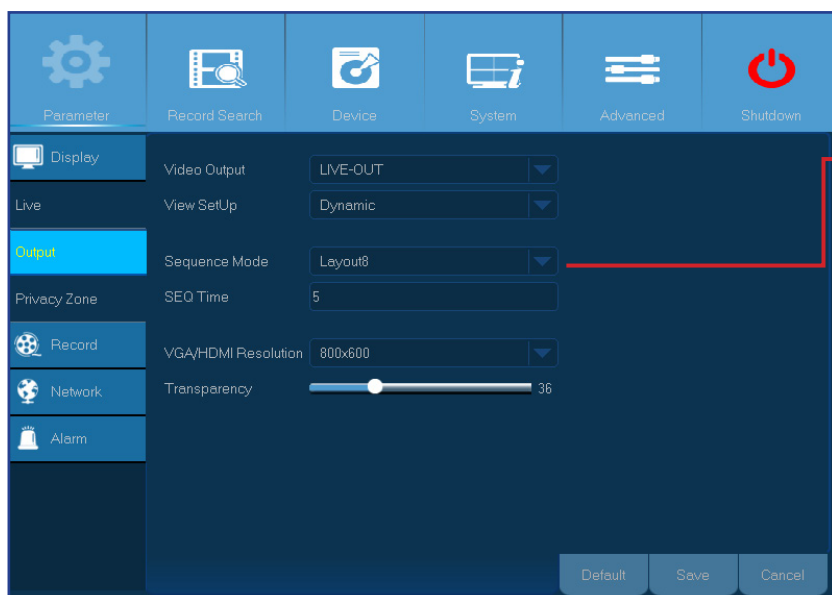 Parameter Record Search Device System Advanced Shutdown
Display
Live
Output
Privacy Zone
Record
Network
Alarm
Video Output LIVE-OUT
View SetUp Dynamic
Sequence Mode Layout8
SEQ Time 5
VGA/HDMI Resolution 800x600
Transparency 36
Default Save Cancel